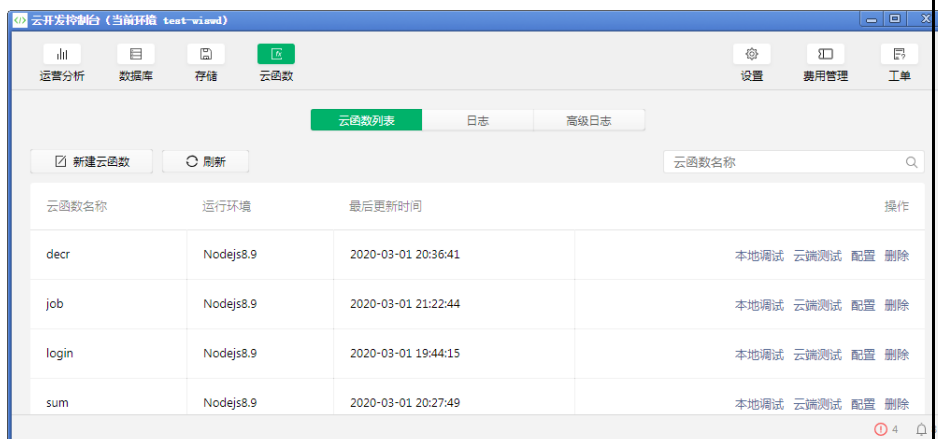 云开发控制台（当前环境 test-wiswd）
运营分析 数据库 存储 云函数 设置 费用管理 工单
云函数列表 日志 高级日志
新建云函数 刷新 云函数名称
云函数名称 运行环境 最后更新时间 操作
decr Nodejs8.9 2020-03-01 20:36:41 本地调试 云端测试 配置 删除
job Nodejs8.9 2020-03-01 21:22:44 本地调试 云端测试 配置 删除
login Nodejs8.9 2020-03-01 19:44:15 本地调试 云端测试 配置 删除
sum Nodejs8.9 2020-03-01 20:27:49 本地调试 云端测试 配置 删除
4